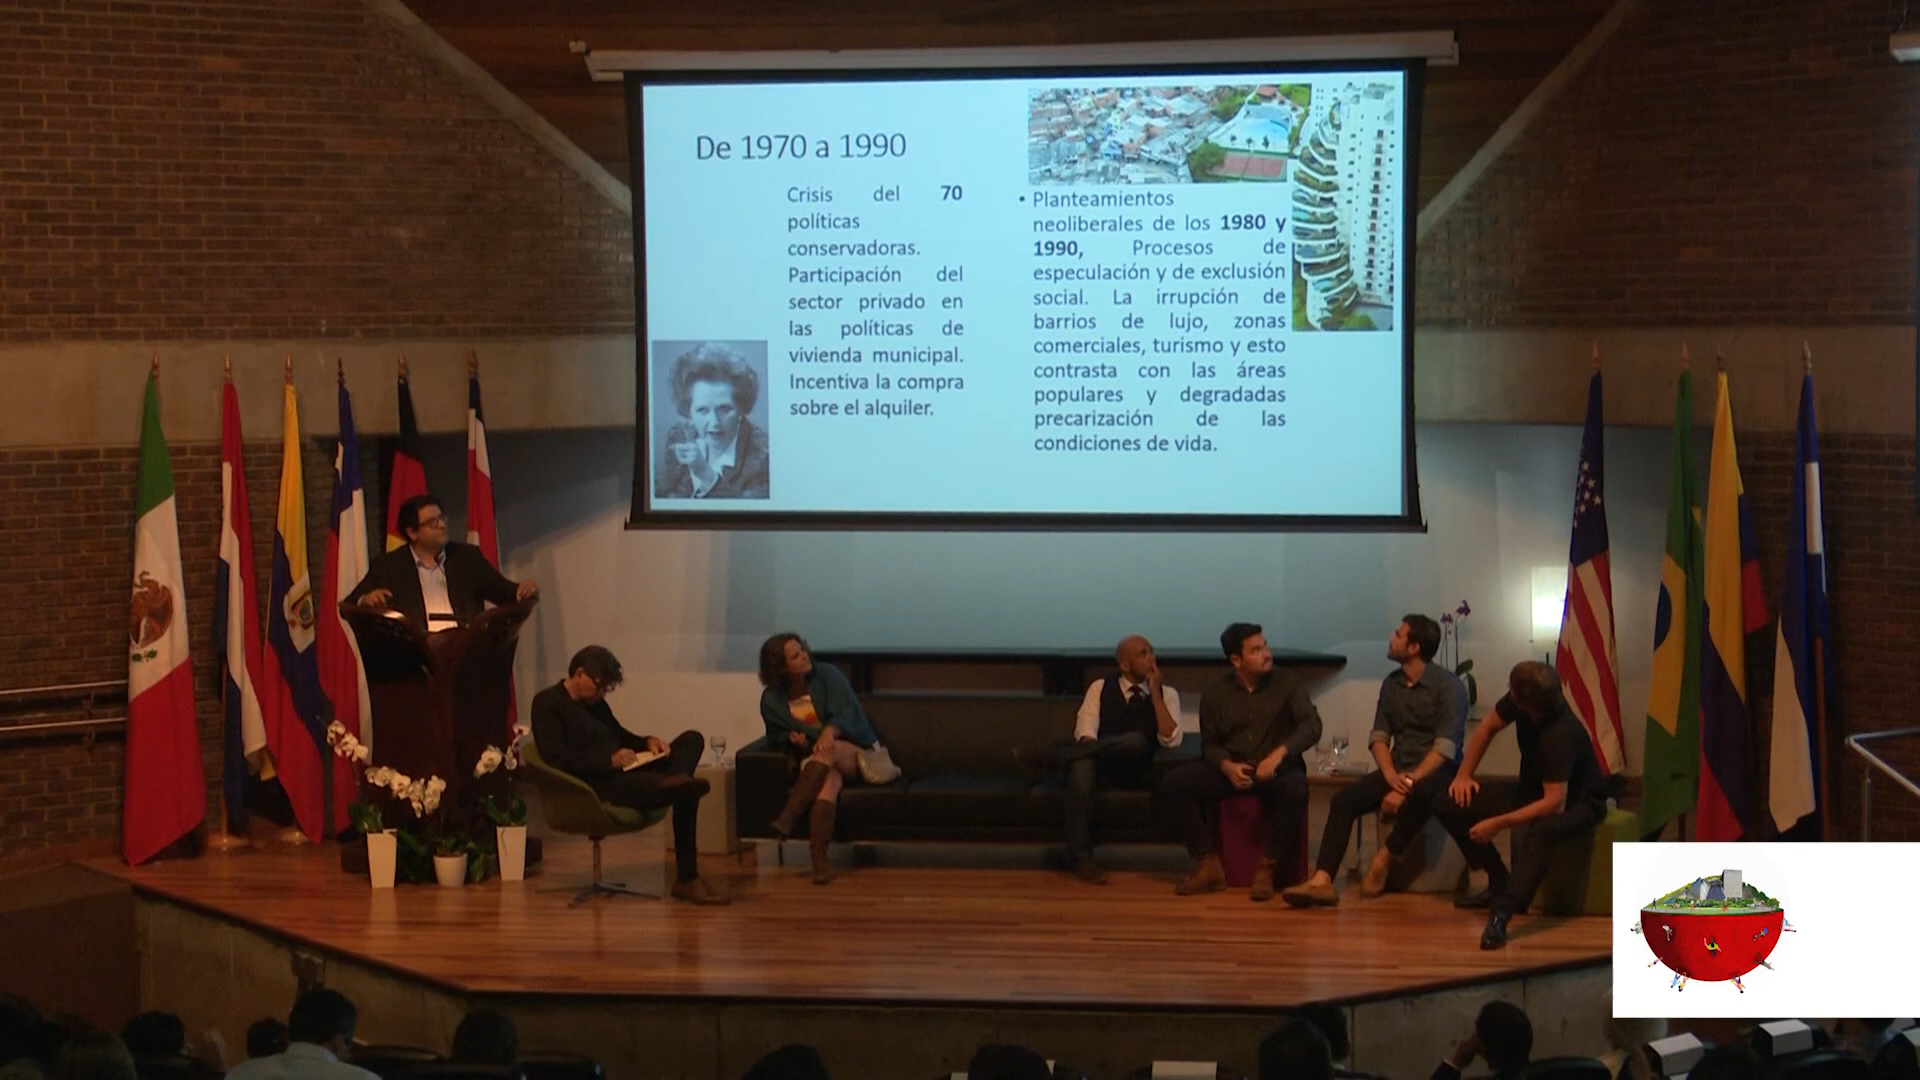 De 1970 a 1990
Crisis del 70
políticas
conservadoras.
Participación del
sector privado en
las políticas de
vivienda municipal.
Incentiva la compra
sobre el alquiler.
• Planteamientos
neoliberales de los 1980 y
1990, Procesos de
especulación y de exclusión
social. La irrupción de
barrios de lujo, zonas
comerciales, turismo y esto
contrasta con las áreas
populares y degradadas
precarización de las
condiciones de vida.